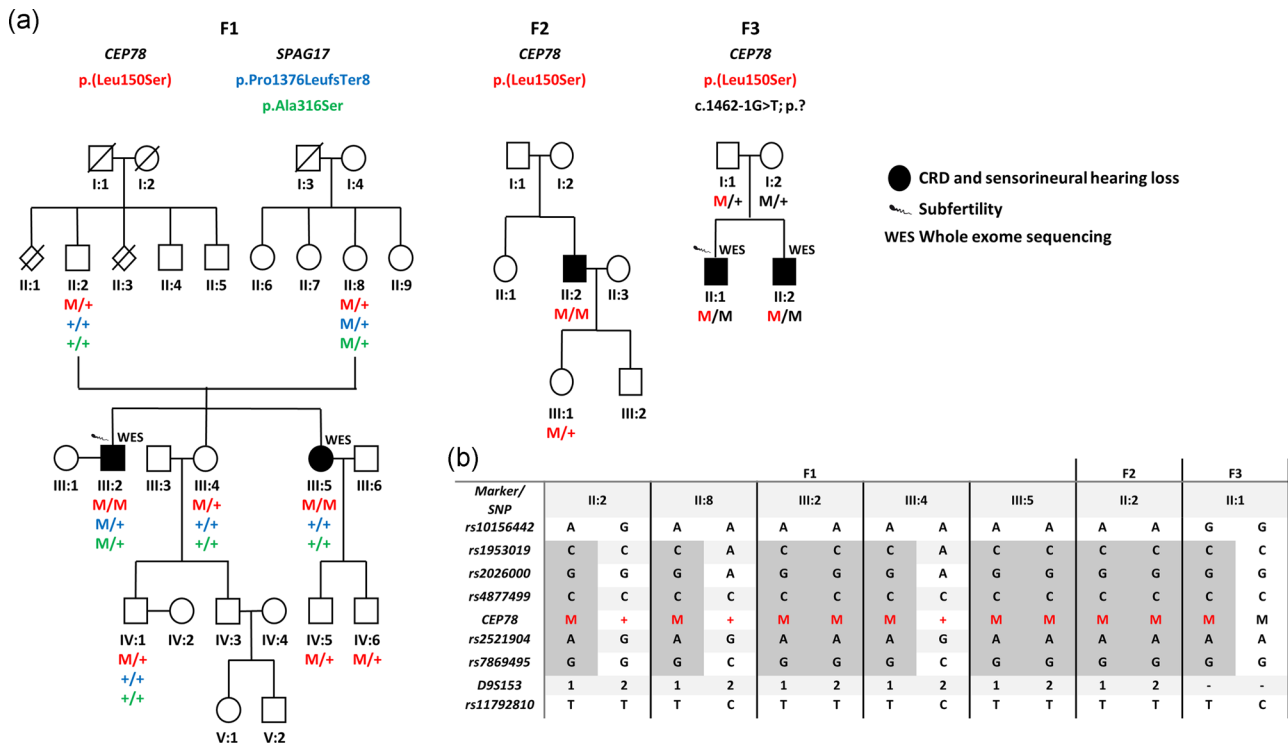 (a)
F1
CEP78 SPAG17
p.(Leu150Ser) p.Pro1376LeufsTer8
p.Ala316Ser
I:1 I:2 I:3 I:4
II:1 II:2 II:3 II:4 II:5 II:6 II:7 II:8 II:9
M/+ M/+
+/+ M/+
+/+ M/+
WES WES
III:1 III:2 III:3 III:4 III:5 III:6
M/M M/+ M/M
M/+ +/+ +/+
M/+ +/+ +/+
IV:1 IV:2 IV:3 IV:4 IV:5 IV:6
M/+ M/+ M/+
+/+
+/+
V:1 V:2
F2
CEP78
p.(Leu150Ser)
I:1 I:2
II:1 II:2 II:3
M/M
III:1 III:2
M/+
F3
CEP78
p.(Leu150Ser)
c.1462-1G>T; p.?
I:1 I:2
M/+ M/+
WES WES
II:1 II:2
M/M M/M
CRD and sensorineural hearing loss
Subfertility
WES Whole exome sequencing
(b)
F1 F2 F3
Marker/
SNP
II:2 II:8 III:2 III:4 III:5 II:2 II:1
rs10156442 A G A A A A A A A A A A G G
rs1953019 C C C A C C C A C C C C C C
rs2026000 G G G A G G G A G G G G G G
rs4877499 C C C C C C C C C C C C C C
CEP78 M + M + M M M + M M M M M M
rs2521904 A G A G A A A G A A A A A A
rs7869495 G G G C G G G C G G G G G G
D9S153 1 2 1 2 1 2 1 2 1 2 1 2 - -
rs11792810 T T T C T T T C T T T T T C